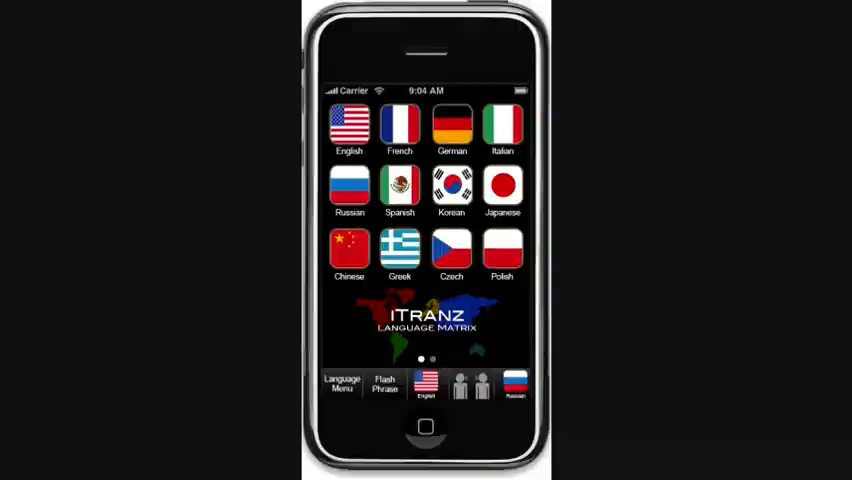 Carrier 9:04 AM
English French German Italian
Russian Spanish Korean Japanese
Chinese Greek Czech Polish
iTRANZ
LANGUAGE MATRIX
Language Flash
Menu Phrase
English Russian